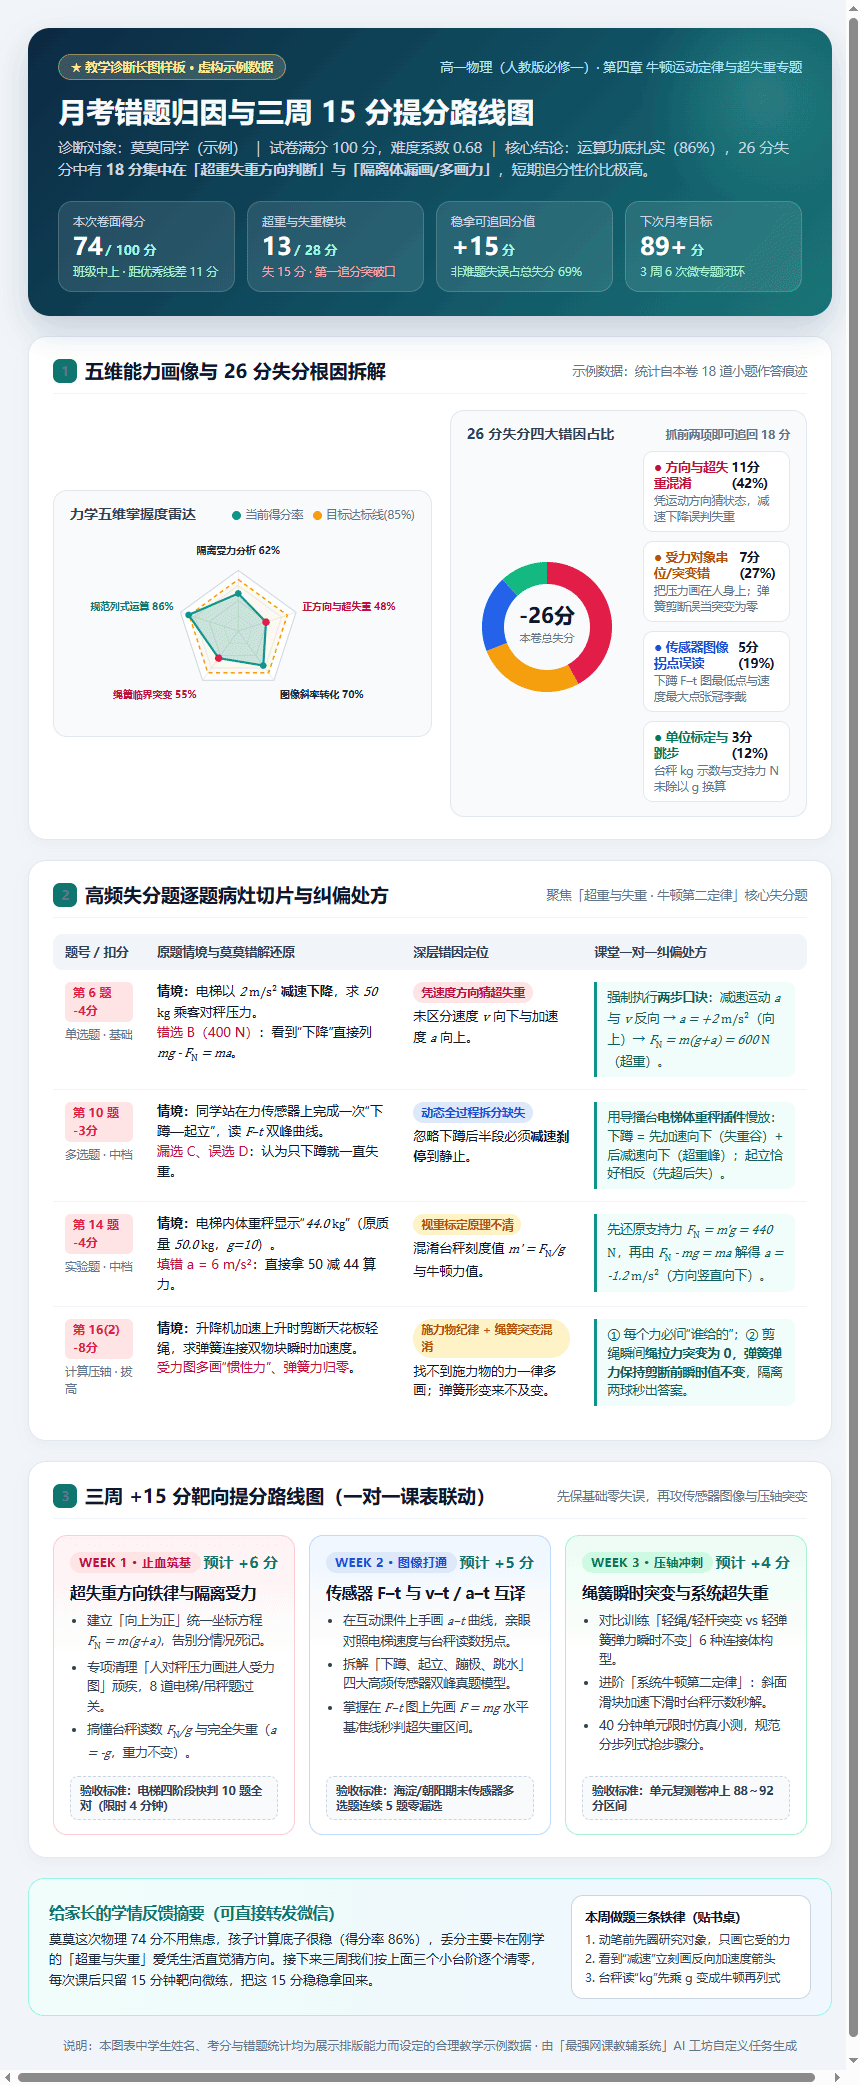 ★ 教学诊断长图样板 • 虚构示例数据
高一物理（人教版必修一）· 第四章 牛顿运动定律与超失重专题
月考错题归因与三周 15 分提分路线图
诊断对象：莫莫同学（示例） ｜ 试卷满分 100 分，难度系数 0.68 ｜ 核心结论：运算功底扎实（86%），26 分失
分中有 18 分集中在「超重失重方向判断」与「隔离体漏画/多画力」，短期追分性价比极高。
本次卷面得分
74 / 100 分
班级中上 · 距优秀线差 11 分
超重与失重模块
13 / 28 分
失 15 分 · 第一追分突破口
稳拿可追回分值
+15 分
非难题失误占总失分 69%
下次月考目标
89+ 分
3 周 6 次微专题闭环
1 五维能力画像与 26 分失分根因拆解
示例数据：统计自本卷 18 道小题作答痕迹
力学五维掌握度雷达
当前得分率 目标达标线(85%)
隔离受力分析 62%
规范列式运算 86%
正方向与超失重 48%
绳簧临界突变 55%
图像斜率转化 70%
26 分失分四大错因占比
抓前两项即可追回 18 分
-26分
本卷总失分
● 方向与超失重混淆 11分 (42%)
凭运动方向猜状态，减
速下降误判失重
● 受力对象串位/突变错 7分 (27%)
把压力画在人身上；弹
簧剪断误当突变为零
● 传感器图像拐点误读 5分 (19%)
下蹲 F–t 图最低点与速
度最大点张冠李戴
● 单位标定与跳步 3分 (12%)
台秤 kg 示数与支持力 N
未除以 g 换算
2 高频失分题逐题病灶切片与纠偏处方
聚焦「超重与失重 · 牛顿第二定律」核心失分题
题号 / 扣分 原题情境与莫莫错解还原 深层错因定位 课堂一对一纠偏处方
第 6 题
-4分
单选题 · 基础
情境：电梯以 2 m/s² 减速下降，求 50
kg 乘客对秤压力。
错选 B（400 N）：看到“下降”直接列
mg - F_N = ma。
凭速度方向猜超失重
未区分速度 v 向下与加速
度 a 向上。
强制执行两步口诀：减速运动 a
与 v 反向 → a = +2 m/s²（向
上）→ F_N = m(g+a) = 600 N
（超重）。
第 10 题
-3分
多选题 · 中档
情境：同学站在力传感器上完成一次“下
蹲—起立”，读 F–t 双峰曲线。
漏选 C、误选 D：认为只下蹲就一直失
重。
动态全过程拆分缺失
忽略下蹲后半段必须减速刹
停到静止。
用导播台电梯体重秤插件慢放：
下蹲 = 先加速向下（失重谷）+
后减速向下（超重峰）；起立恰
好相反（先超后失）。
第 14 题
-4分
实验题 · 中档
情境：电梯内体重秤显示“44.0 kg”（原质
量 50.0 kg，g=10）。
填错 a = 6 m/s²：直接拿 50 减 44 算
力。
视重标定原理不清
混淆台秤刻度值 m′ = F_N/g
与牛顿力值。
先还原支持力 F_N = m′g = 440
N，再由 F_N - mg = ma 解得 a =
-1.2 m/s²（方向竖直向下）。
第 16(2)
-8分
计算压轴 · 拔
高
情境：升降机加速上升时剪断天花板轻
绳，求弹簧连接双物块瞬时加速度。
受力图多画“惯性力”、弹簧力归零。
施力物纪律 + 绳簧突变混
淆
找不到施力物的力一律多
画；弹簧形变来不及变。
① 每个力必问“谁给的”；② 剪
绳瞬间绳拉力突变为 0，弹簧弹
力保持剪断前瞬时值不变，隔离
两球秒出答案。
3 三周 +15 分靶向提分路线图（一对一课表联动）
先保基础零失误，再攻传感器图像与压轴突变
WEEK 1 • 止血筑基 预计 +6 分
超失重方向铁律与隔离受力
• 建立「向上为正」统一坐标方程
F_N = m(g+a)，告别分情况死记。
• 专项清理「人对秤压力画进人受力
图」顽疾，8 道电梯/吊秤题过
关。
• 搞懂台秤读数 F_N/g 与完全失重（a
= -g，重力不变）。
验收标准：电梯四阶段快判 10 题全
对（限时 4 分钟）
WEEK 2 • 图像打通 预计 +5 分
传感器 F–t 与 v–t / a–t 互译
• 在互动课件上手画 a–t 曲线，亲眼
对照电梯速度与台秤读数拐点。
• 拆解「下蹲、起立、蹦极、跳水」
四大高频传感器双峰真题模型。
• 掌握在 F–t 图上先画 F = mg 水平
基准线秒判超失重区间。
验收标准：海淀/朝阳期末传感器多
选题连续 5 题零漏选
WEEK 3 • 压轴冲刺 预计 +4 分
绳簧瞬时突变与系统超失重
• 对比训练「轻绳/轻杆突变 vs 轻弹
簧弹力瞬时不变」6 种连接体构
型。
• 进阶「系统牛顿第二定律」：斜面
滑块加速下滑时台秤示数秒解。
• 40 分钟单元限时仿真小测，规范
分步列式抢步骤分。
验收标准：单元复测卷冲上 88～92
分区间
给家长的学情反馈摘要（可直接转发微信）
莫莫这次物理 74 分不用焦虑，孩子计算底子很稳（得分率 86%），丢分主要卡在刚学
的「超重与失重」爱凭生活直觉猜方向。接下来三周我们按上面三个小台阶逐个清零，
每次课后只留 15 分钟靶向微练，把这 15 分稳稳拿回来。
本周做题三条铁律（贴书桌）
1. 动笔前先圈研究对象，只画它受的力
2. 看到“减速”立刻画反向加速度箭头
3. 台秤读“kg”先乘 g 变成牛顿再列式
说明：本图表中学生姓名、考分与错题统计均为展示排版能力而设定的合理教学示例数据 · 由「最强网课教辅系统」AI 工坊自定义任务生成